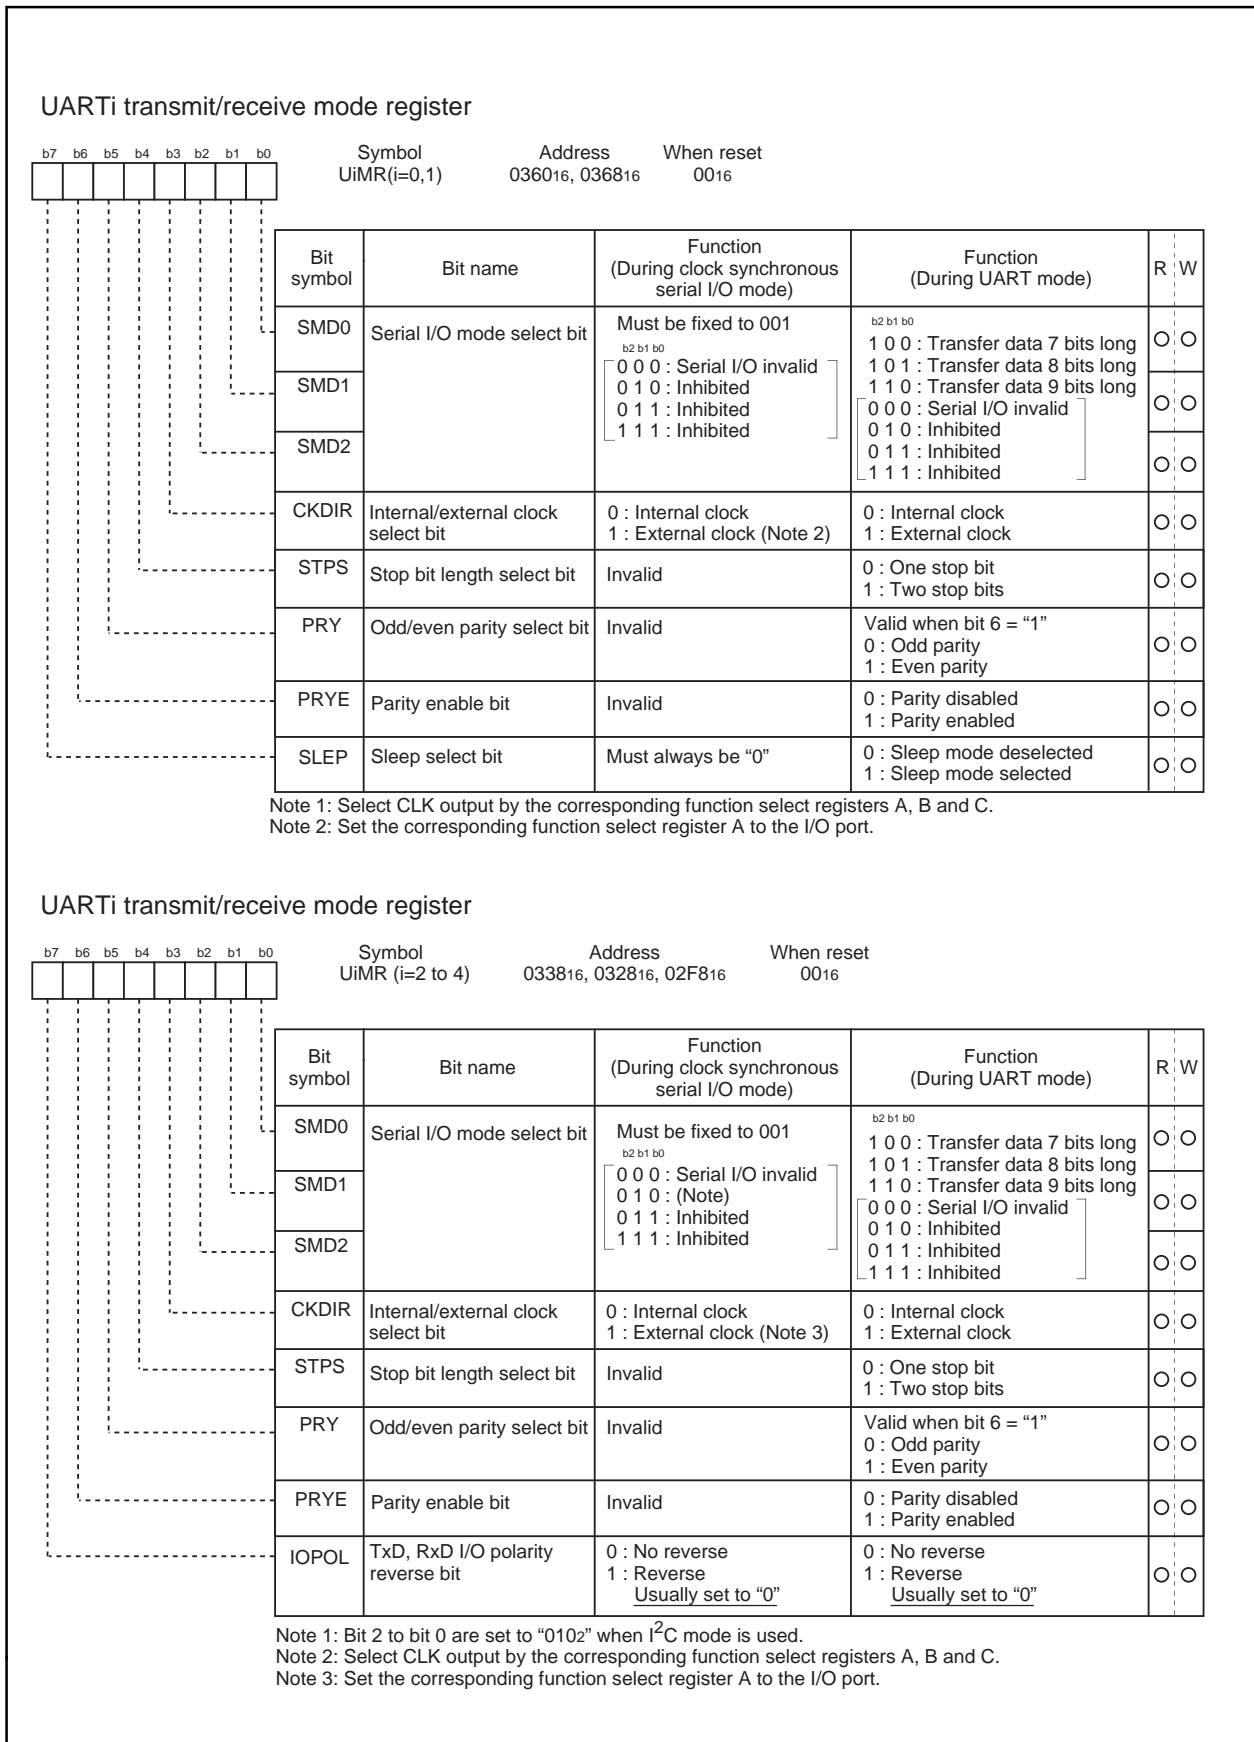 UARTi transmit/receive mode register
b7 b6 b5 b4 b3 b2 b1 b0
Symbol Address When reset
UiMR(i=0,1) 036016, 036816 0016
Bit symbol Bit name Function (During clock synchronous serial I/O mode) Function (During UART mode) R W
SMD0 Serial I/O mode select bit Must be fixed to 001
b2 b1 b0
0 0 0 : Serial I/O invalid
0 1 0 : Inhibited
0 1 1 : Inhibited
1 1 1 : Inhibited
b2 b1 b0
1 0 0 : Transfer data 7 bits long
1 0 1 : Transfer data 8 bits long
1 1 0 : Transfer data 9 bits long
0 0 0 : Serial I/O invalid
0 1 0 : Inhibited
0 1 1 : Inhibited
1 1 1 : Inhibited
SMD1
SMD2
CKDIR Internal/external clock select bit
0 : Internal clock
1 : External clock (Note 2)
0 : Internal clock
1 : External clock
STPS Stop bit length select bit Invalid
0 : One stop bit
1 : Two stop bits
PRY Odd/even parity select bit Invalid
Valid when bit 6 = “1”
0 : Odd parity
1 : Even parity
PRYE Parity enable bit Invalid
0 : Parity disabled
1 : Parity enabled
SLEP Sleep select bit Must always be “0”
0 : Sleep mode deselected
1 : Sleep mode selected
Note 1: Select CLK output by the corresponding function select registers A, B and C.
Note 2: Set the corresponding function select register A to the I/O port.
UARTi transmit/receive mode register
b7 b6 b5 b4 b3 b2 b1 b0
Symbol Address When reset
UiMR (i=2 to 4) 033816, 032816, 02F816 0016
Bit symbol Bit name Function (During clock synchronous serial I/O mode) Function (During UART mode) R W
SMD0 Serial I/O mode select bit Must be fixed to 001
b2 b1 b0
0 0 0 : Serial I/O invalid
0 1 0 : (Note)
0 1 1 : Inhibited
1 1 1 : Inhibited
b2 b1 b0
1 0 0 : Transfer data 7 bits long
1 0 1 : Transfer data 8 bits long
1 1 0 : Transfer data 9 bits long
0 0 0 : Serial I/O invalid
0 1 0 : Inhibited
0 1 1 : Inhibited
1 1 1 : Inhibited
SMD1
SMD2
CKDIR Internal/external clock select bit
0 : Internal clock
1 : External clock (Note 3)
0 : Internal clock
1 : External clock
STPS Stop bit length select bit Invalid
0 : One stop bit
1 : Two stop bits
PRY Odd/even parity select bit Invalid
Valid when bit 6 = “1”
0 : Odd parity
1 : Even parity
PRYE Parity enable bit Invalid
0 : Parity disabled
1 : Parity enabled
IOPOL TxD, RxD I/O polarity reverse bit
0 : No reverse
1 : Reverse
Usually set to “0”
0 : No reverse
1 : Reverse
Usually set to “0”
Note 1: Bit 2 to bit 0 are set to “0102” when I2C mode is used.
Note 2: Select CLK output by the corresponding function select registers A, B and C.
Note 3: Set the corresponding function select register A to the I/O port.